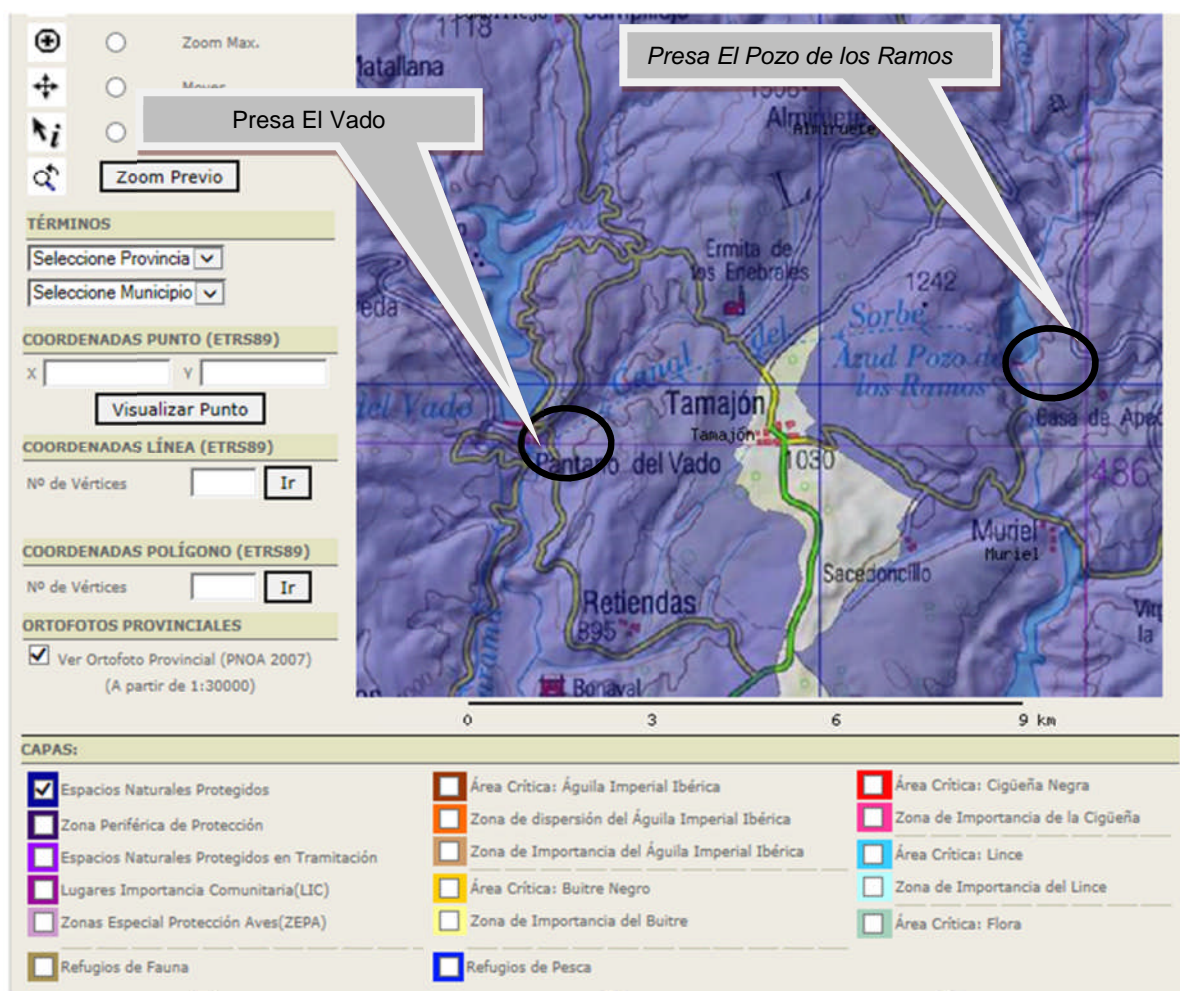 Zoom Max.
Mover
Zoom Previo
TÉRMINOS
Seleccione Provincia
Seleccione Municipio
COORDENADAS PUNTO (ETRS89)
X Y
Visualizar Punto
COORDENADAS LÍNEA (ETRS89)
Nº de Vértices Ir
COORDENADAS POLÍGONO (ETRS89)
Nº de Vértices Ir
ORTOFOTOS PROVINCIALES
Ver Ortofoto Provincial (PNOA 2007)
(A partir de 1:30000)
Presa El Vado
Presa El Pozo de los Ramos
1118
Almiruete
Almiruete
Ermita de
los Enebrales
1242
Canal del Sorbe
Azud Pozo de
los Ramos
del Vado
Tamajón
Tamajón
Pantano del Vado
1030
Casa de
486
Muriel
Muriel
Sacedoncillo
Retiendas
895
Bonaval
la
0 3 6 9 km
CAPAS:
Espacios Naturales Protegidos
Zona Periférica de Protección
Espacios Naturales Protegidos en Tramitación
Lugares Importancia Comunitaria(LIC)
Zonas Especial Protección Aves(ZEPA)
Refugios de Fauna
Área Crítica: Águila Imperial Ibérica
Zona de dispersión del Águila Imperial Ibérica
Zona de Importancia del Águila Imperial Ibérica
Área Crítica: Buitre Negro
Zona de Importancia del Buitre
Refugios de Pesca
Área Crítica: Cigüeña Negra
Zona de Importancia de la Cigüeña
Área Crítica: Lince
Zona de Importancia del Lince
Área Crítica: Flora